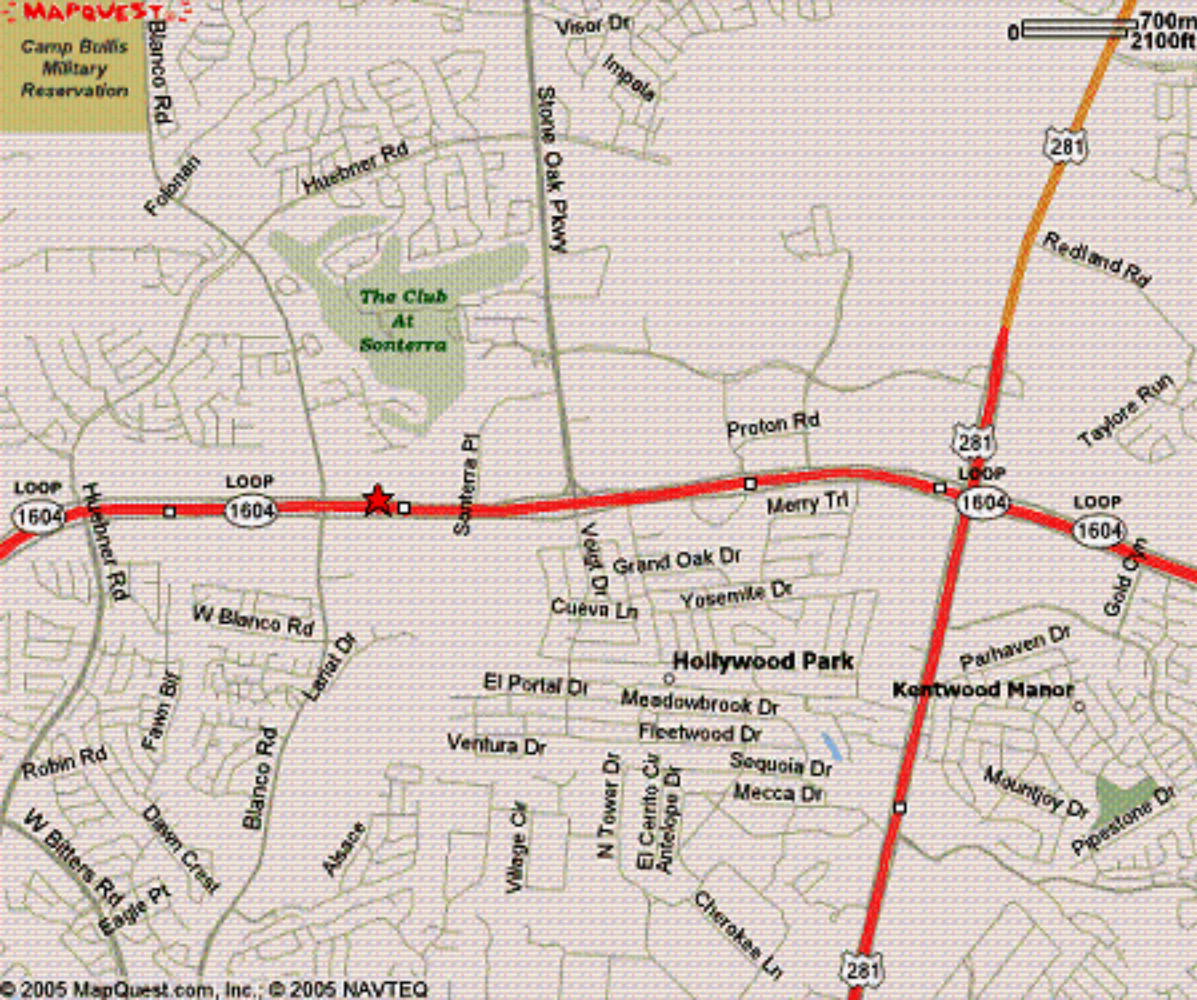 MAPQUEST
Camp Bullis
Military
Reservation
Blanco Rd
Visor Dr
Impala
0
700m
2100ft
281
Stone Oak Pkwy
Huebner Rd
Redland Rd
The Club
At
Sonterra
Taylore Run
Proton Rd
281
Sonterra Pl
LOOP
1604
LOOP
1604
LOOP
1604
LOOP
1604
Huebner Rd
Merry Trl
Voigt Dr
Grand Oak Dr
Yosemite Dr
Cueva Ln
W Blanco Rd
Lariat Dr
Parhaven Dr
Hollywood Park
Kentwood Manor
El Portal Dr
Meadowbrook Dr
Fawn Blf
Fleetwood Dr
Ventura Dr
Robin Rd
Blanco Rd
Sequoia Dr
Mecca Dr
N Tower Dr
El Carrito Cir
Antelope Dr
Mountjoy Dr
Pipestone Dr
W Bitters Rd
Dawn Crest
Alsace
Village Cir
Eagle Pt
Cherokee Ln
281
© 2005 MapQuest.com, Inc.; © 2005 NAVTEQ